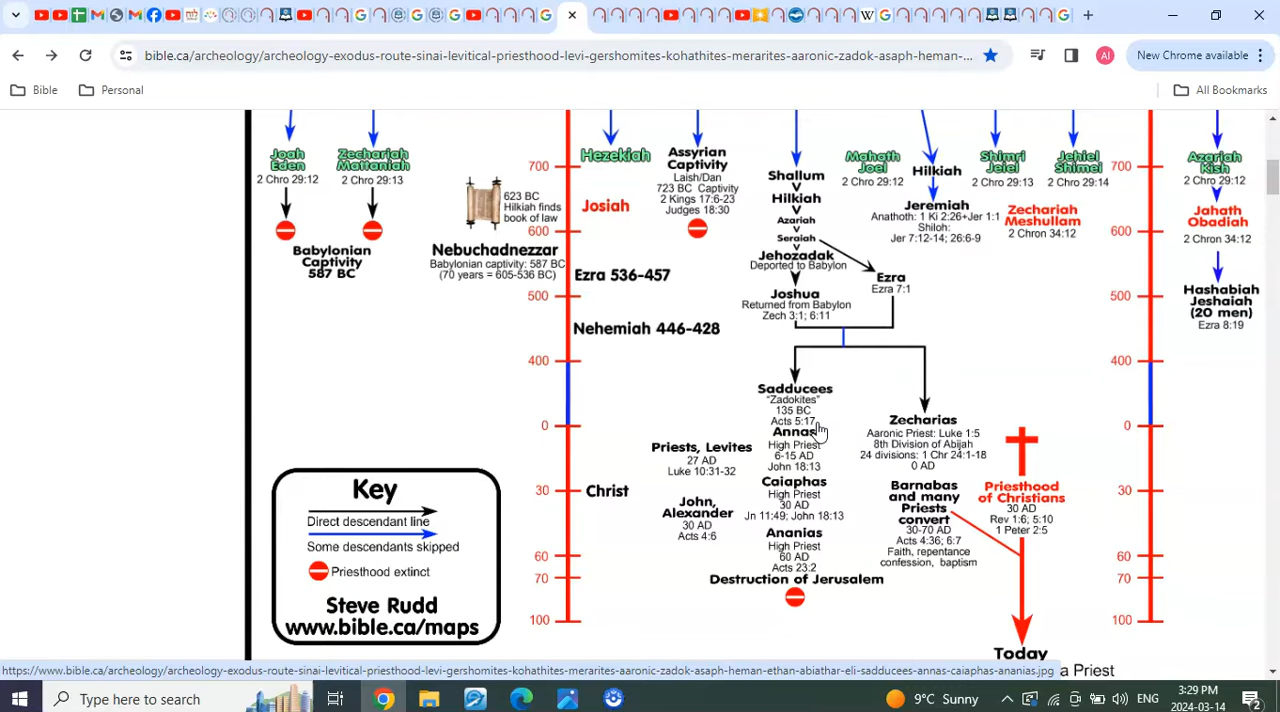 bible.ca/archeology/archeology-exodus-route-sinai-levitical-priesthood-levi-gershomites-kohathites-merarites-aaronic-zadok-asaph-heman-...
AI
New Chrome available
Bible
Personal
All Bookmarks
700
600
500
400
0
30
60
70
100
Joah
Eden
2 Chro 29:12
Zechariah
Mattaniah
2 Chro 29:13
Babylonian
Captivity
587 BC
623 BC
Hilkiah finds
book of law
Nebuchadnezzar
Babylonian captivity: 587 BC
(70 years = 605-536 BC)
Hezekiah
Josiah
Ezra 536-457
Nehemiah 446-428
Christ
Assyrian
Captivity
Laish/Dan
723 BC Captivity
2 Kings 17:6-23
Judges 18:30
Shallum
Hilkiah
Azariah
Seraiah
Jehozadak
Deported to Babylon
Joshua
Returned from Babylon
Zech 3:1; 6:11
Ezra
Ezra 7:1
Mahath
Joel
2 Chro 29:12
Hilkiah
Jeremiah
Anathoth: 1 Ki 2:26+Jer 1:1
Shiloh:
Jer 7:12-14; 26:6-9
Shimri
Jeiel
2 Chro 29:13
Jehiel
Shimei
2 Chro 29:14
Zechariah
Meshullam
2 Chron 34:12
Azariah
Kish
2 Chro 29:12
Jahath
Obadiah
2 Chron 34:12
Hashabiah
Jeshaiah
(20 men)
Ezra 8:19
Sadducees
"Zadokites"
135 BC
Acts 5:17
Annas
High Priest
6-15 AD
John 18:13
Caiaphas
High Priest
30 AD
Jn 11:49; John 18:13
Ananias
High Priest
60 AD
Acts 23:2
Destruction of Jerusalem
Priests, Levites
27 AD
Luke 10:31-32
John,
Alexander
30 AD
Acts 4:6
Zecharias
Aaronic Priest: Luke 1:5
8th Division of Abijah
24 divisions: 1 Chr 24:1-18
0 AD
Barnabas
and many
Priests
convert
30-70 AD
Acts 4:36; 6:7
Faith, repentance
confession, baptism
Priesthood
of Christians
30 AD
Rev 1:6; 5:10
1 Peter 2:5
Today
a Priest
700
600
500
400
0
30
60
70
100
Key
Direct descendant line
Some descendants skipped
Priesthood extinct
Steve Rudd
www.bible.ca/maps
https://www.bible.ca/archeology/archeology-exodus-route-sinai-levitical-priesthood-levi-gershomites-kohathites-merarites-aaronic-zadok-asaph-heman-ethan-abiathar-eli-sadducees-annas-caiaphas-ananias.jpg
Type here to search
9°C Sunny
ENG
3:29 PM
2024-03-14
2